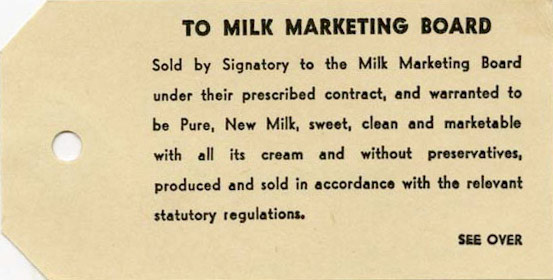 TO MILK MARKETING BOARD
Sold by Signatory to the Milk Marketing Board
under their prescribed contract, and warranted to
be Pure, New Milk, sweet, clean and marketable
with all its cream and without preservatives,
produced and sold in accordance with the relevant
statutory regulations.
SEE OVER